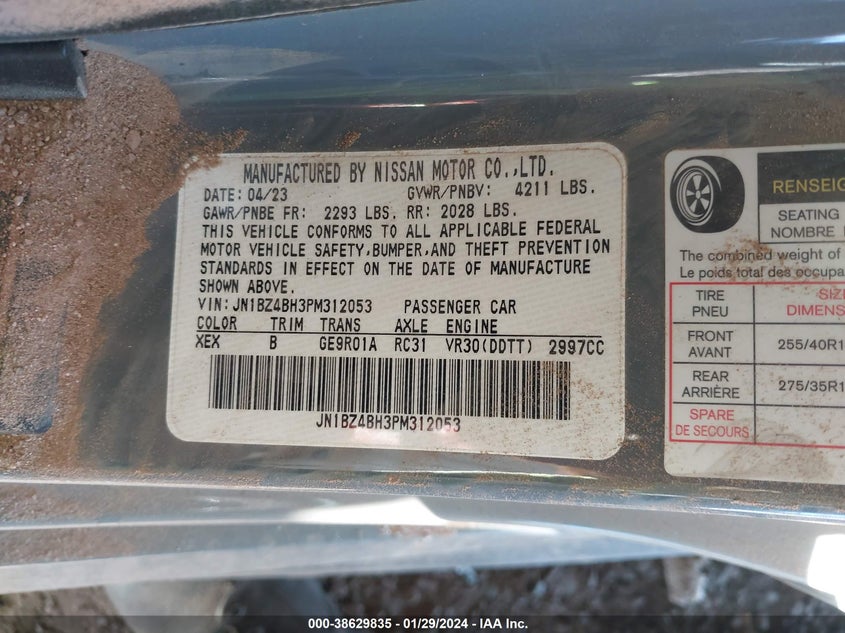 MANUFACTURED BY NISSAN MOTOR CO.,LTD.
DATE: 04/23 GVWR/PNBV: 4211 LBS.
GAWR/PNBE FR: 2293 LBS. RR: 2028 LBS.
THIS VEHICLE CONFORMS TO ALL APPLICABLE FEDERAL
MOTOR VEHICLE SAFETY,BUMPER,AND THEFT PREVENTION
STANDARDS IN EFFECT ON THE DATE OF MANUFACTURE
SHOWN ABOVE.
VIN: JN1BZ4BH3PM312053 PASSENGER CAR
COLOR TRIM TRANS AXLE ENGINE
XEX B GE9R01A RC31 VR30(DDTT) 2997CC
JN1BZ4BH3PM312053
RENSEIG
SEATING
NOMBRE
The combined weight of
Le poids total des occupa
TIRE SIZ
PNEU DIMENS
FRONT
AVANT 255/40R1
REAR
ARRIÈRE 275/35R1
SPARE
DE SECOURS
000-38629835 - 01/29/2024 - IAA Inc.